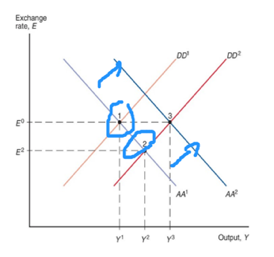 Exchange
rate, E
DD¹
DD²
1
3
E⁰
2
E²
AA¹
AA²
Y¹
Y²
Y³
Output, Y